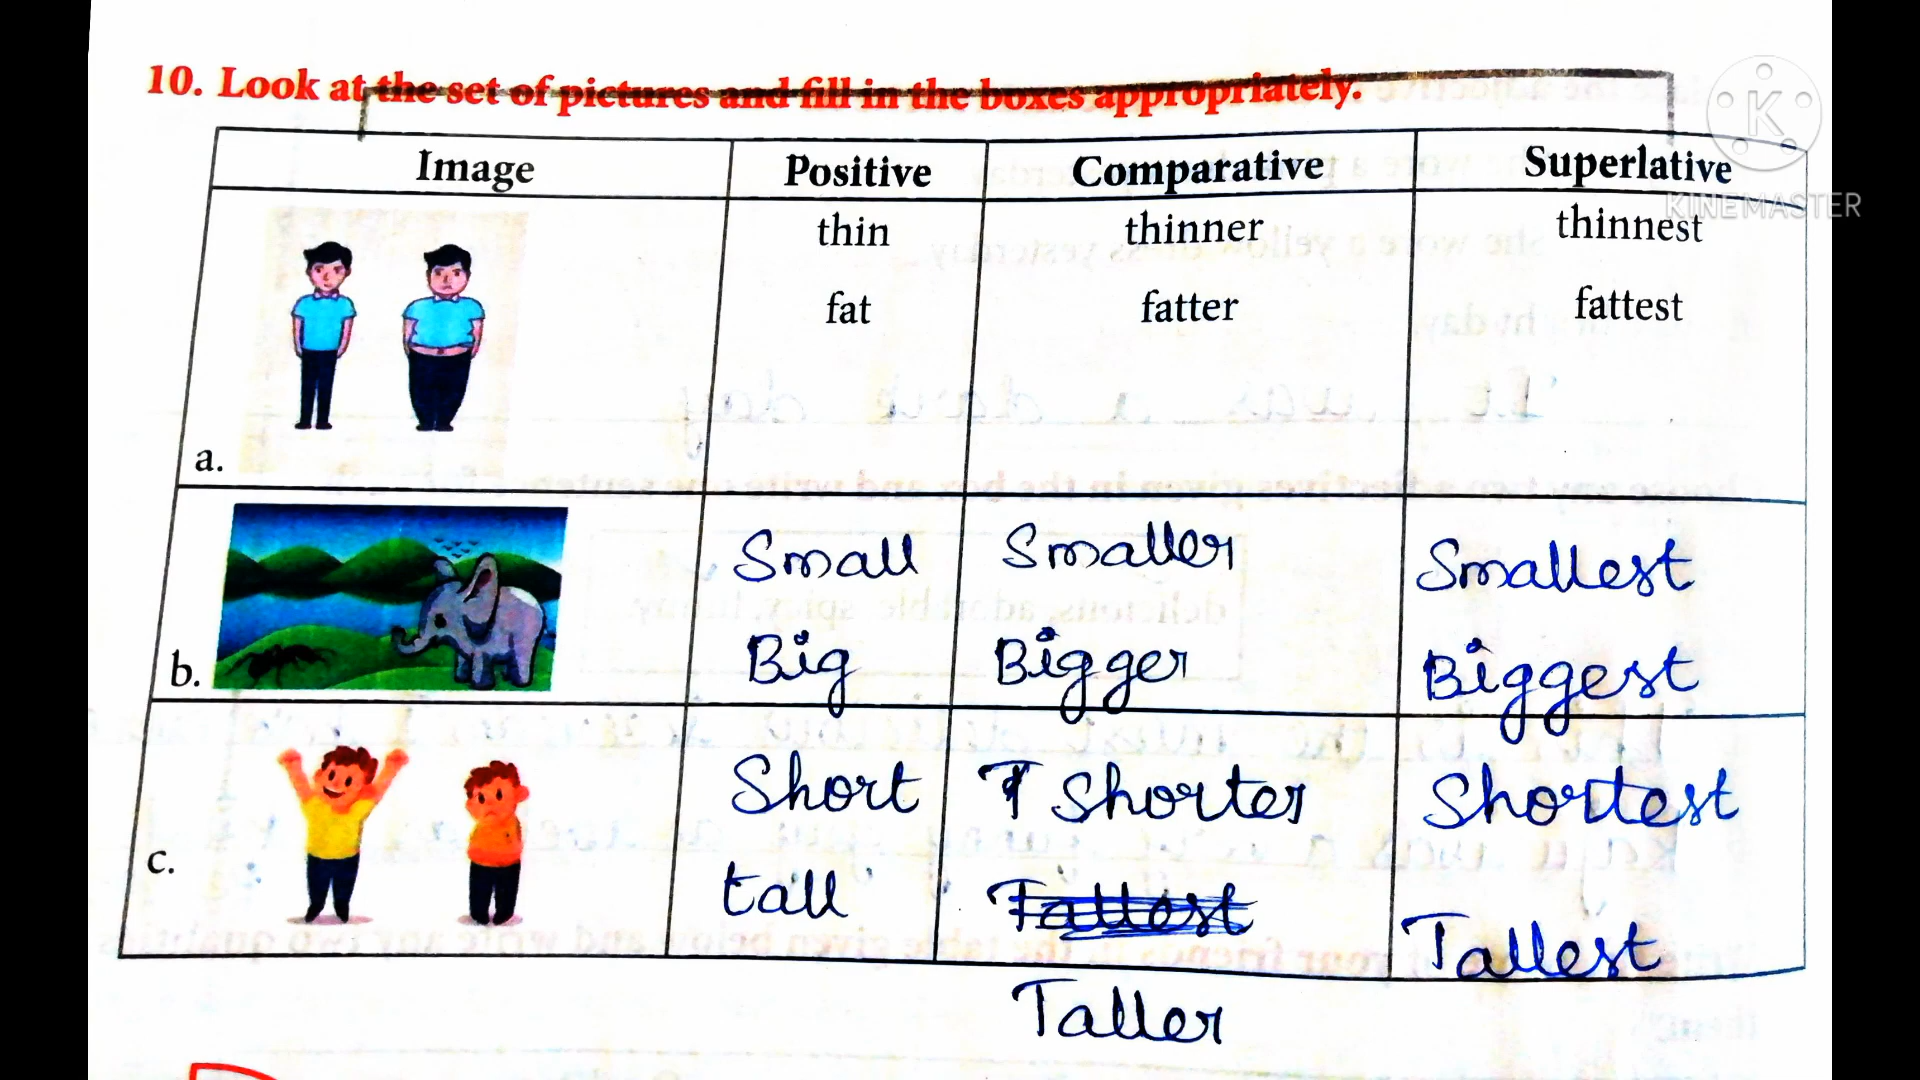 10. Look at the set of pictures and fill in the boxes appropriately.
Image Positive Comparative Superlative
thin thinner thinnest
fat fatter fattest
a.
Small Smaller Smallest
Big Bigger Biggest
b.
Short T Shorter Shortest
c.
tall Tallest Tallest
Taller
K
KINEMASTER